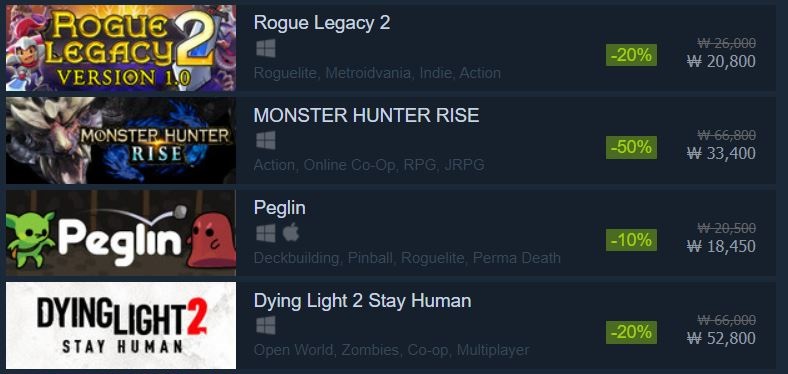 ROGUE
LEGACY 2
VERSION 1.0
Rogue Legacy 2
Roguelite, Metroidvania, Indie, Action
-20%
₩ 26,000
₩ 20,800
MONSTER HUNTER
RISE
MONSTER HUNTER RISE
Action, Online Co-Op, RPG, JRPG
-50%
₩ 66,800
₩ 33,400
Peglin
Peglin
Deckbuilding, Pinball, Roguelite, Perma Death
-10%
₩ 20,500
₩ 18,450
DYING LIGHT 2
STAY HUMAN
Dying Light 2 Stay Human
Open World, Zombies, Co-op, Multiplayer
-20%
₩ 66,000
₩ 52,800